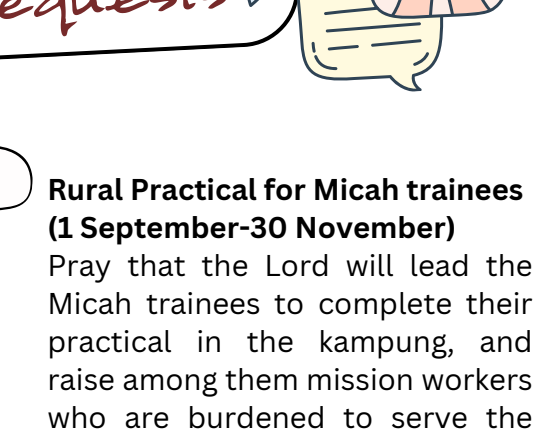 equests
Rural Practical for Micah trainees
(1 September-30 November)
Pray that the Lord will lead the
Micah trainees to complete their
practical in the kampung, and
raise among them mission workers
who are burdened to serve the